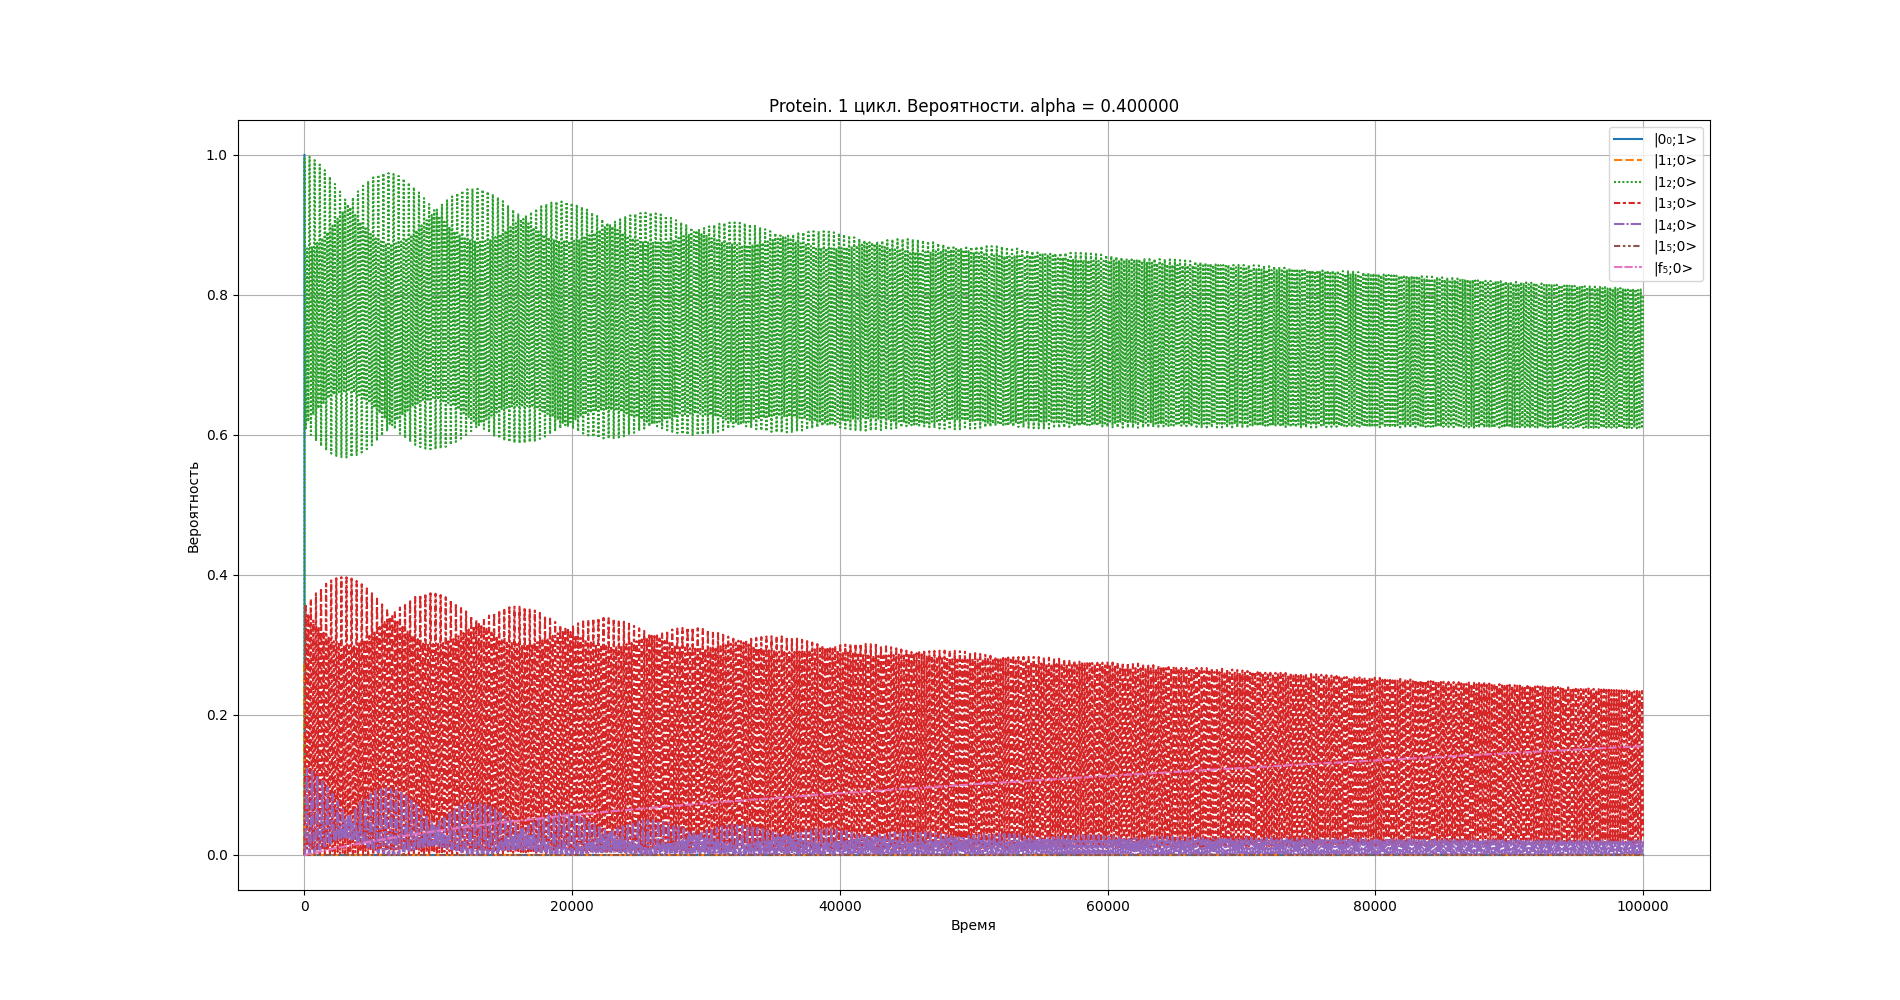 Protein. 1 цикл. Вероятности. alpha = 0.400000
|0₀;1>
|1₁;0>
|1₂;0>
|1₃;0>
|1₄;0>
|1₅;0>
|f₅;0>
1.0
0.8
0.6
0.4
0.2
0.0
Вероятность
0 20000 40000 60000 80000 100000
Время